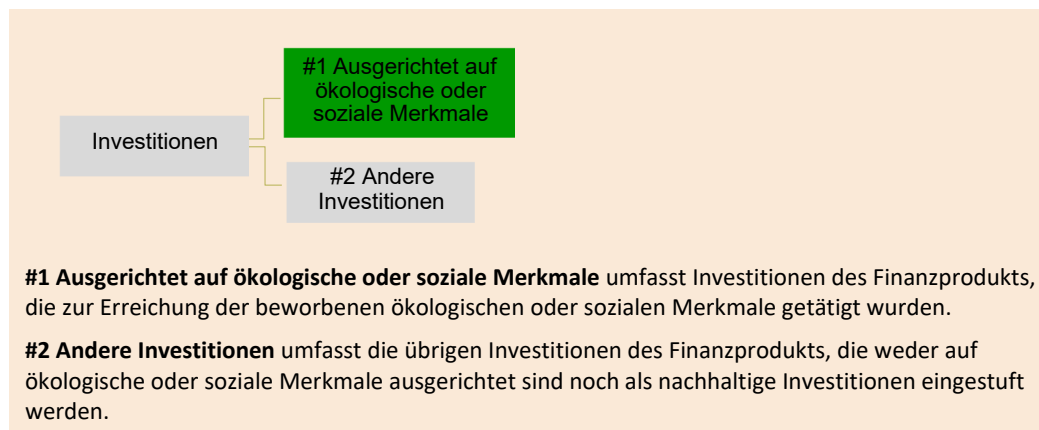 #1 Ausgerichtet auf
ökologische oder
soziale Merkmale
Investitionen
#2 Andere
Investitionen
#1 Ausgerichtet auf ökologische oder soziale Merkmale umfasst Investitionen des Finanzprodukts,
die zur Erreichung der beworbenen ökologischen oder sozialen Merkmale getätigt wurden.
#2 Andere Investitionen umfasst die übrigen Investitionen des Finanzprodukts, die weder auf
ökologische oder soziale Merkmale ausgerichtet sind noch als nachhaltige Investitionen eingestuft
werden.